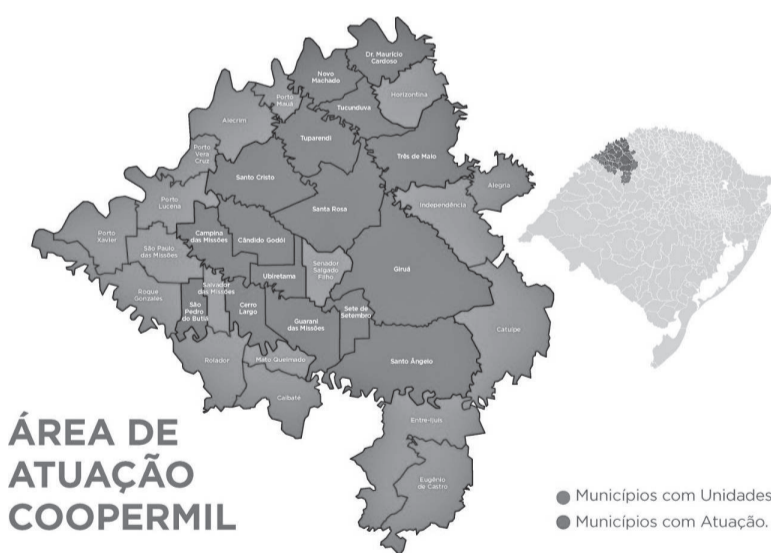 Dr. Maurício
Cardoso
Novo
Machado
Horizontina
Porto
Mauá
Tucunduva
Alecrim
Tuparendi
Porto
Vera
Cruz
Três de Maio
Santo Cristo
Alegria
Porto
Lucena
Santa Rosa
Independência
Porto
Xavier
Campina
das Missões
Cândido Godói
São Paulo
das Missões
Senador
Salgado
Filho
Giruá
Ubiretama
Roque
Gonzales
Salvador
das Missões
São
Pedro
do Butiá
Cerro
Largo
Guarani
das Missões
Sete de
Setembro
Catuípe
Rolador
Mato Queimado
Santo Ângelo
Caibaté
Entre-Ijuís
Eugênio
de Castro
ÁREA DE
ATUAÇÃO
COOPERMIL
Municípios com Unidades
Municípios com Atuação.